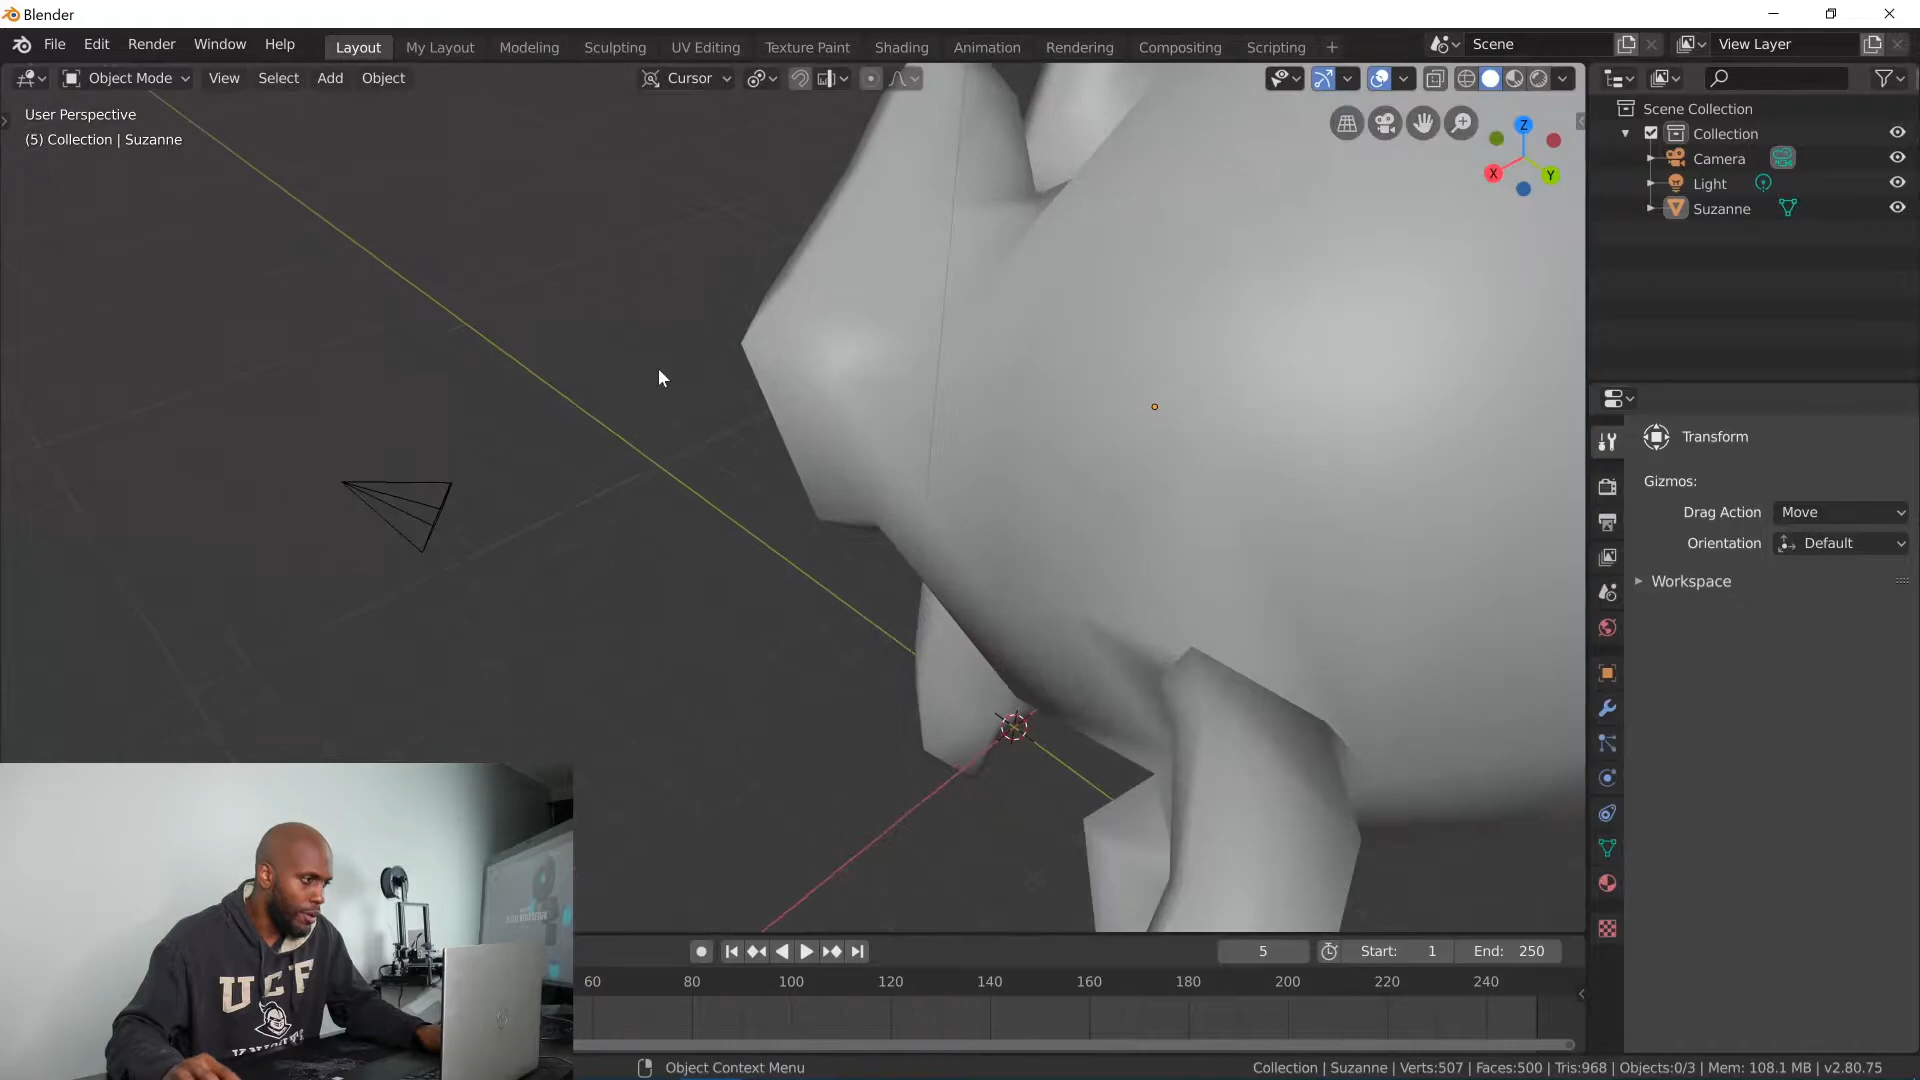 Blender
File Edit Render Window Help Layout My Layout Modeling Sculpting UV Editing Texture Paint Shading Animation Rendering Compositing Scripting + Scene View Layer
Object Mode View Select Add Object Cursor
User Perspective
(5) Collection | Suzanne
Z
X
Y
Scene Collection
Collection
Camera
Light
Suzanne
Transform
Gizmos:
Drag Action Move
Orientation Default
Workspace
5 Start: 1 End: 250
60 80 100 120 140 160 180 200 220 240
UCF
Object Context Menu Collection | Suzanne | Verts:507 | Faces:500 | Tris:968 | Objects:0/3 | Mem: 108.1 MB | v2.80.75